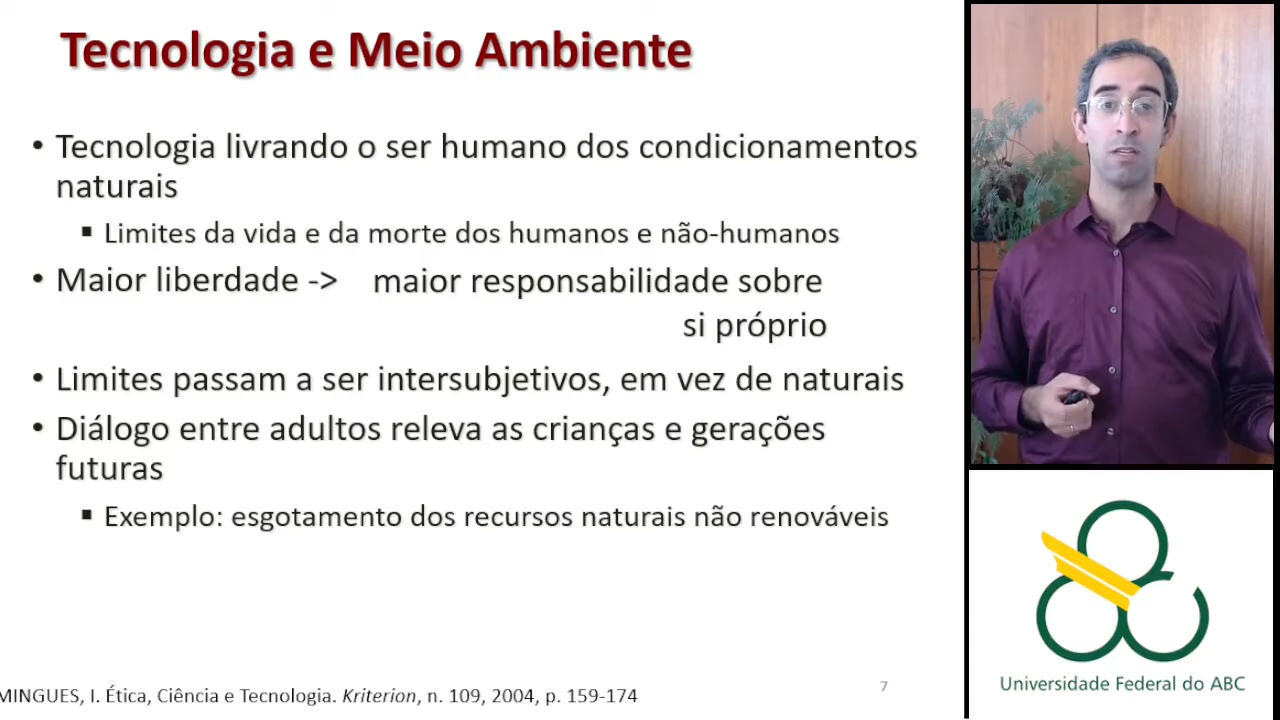 Tecnologia e Meio Ambiente
• Tecnologia livrando o ser humano dos condicionamentos
naturais
▪ Limites da vida e da morte dos humanos e não-humanos
• Maior liberdade -> maior responsabilidade sobre
si próprio
• Limites passam a ser intersubjetivos, em vez de naturais
• Diálogo entre adultos releva as crianças e gerações
futuras
▪ Exemplo: esgotamento dos recursos naturais não renováveis
MINGUES, I. Ética, Ciência e Tecnologia. Kriterion, n. 109, 2004, p. 159-174
7
Universidade Federal do ABC